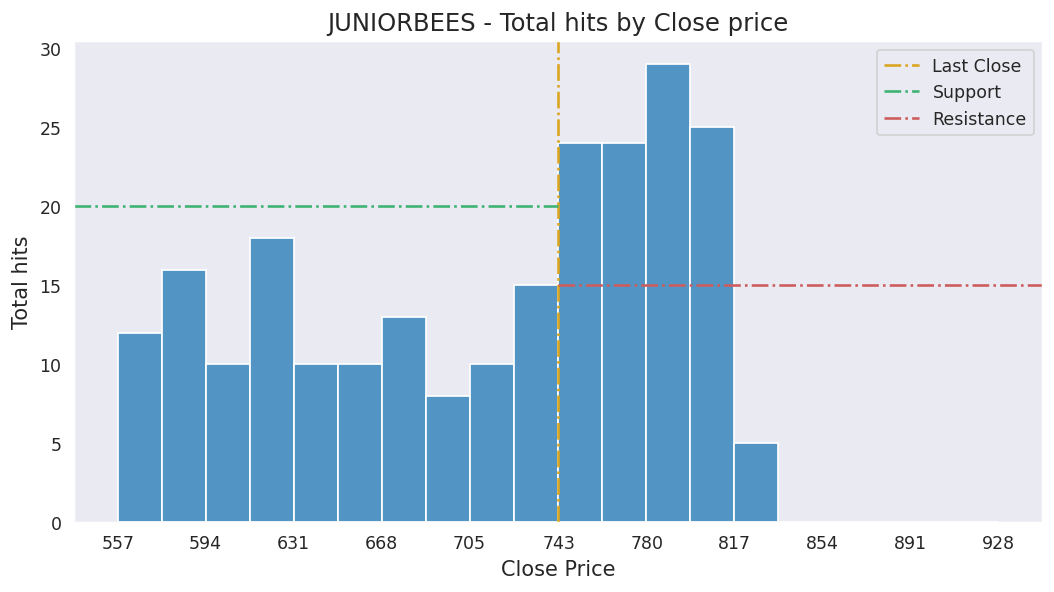 JUNIORBEES - Total hits by Close price
Last Close
Support
Resistance
Total hits
30
25
20
15
10
5
0
557 594 631 668 705 743 780 817 854 891 928
Close Price